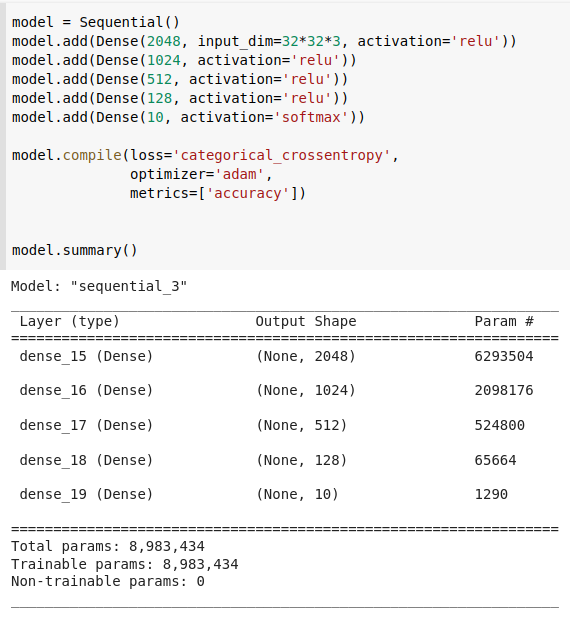 model = Sequential()
model.add(Dense(2048, input_dim=32*32*3, activation='relu'))
model.add(Dense(1024, activation='relu'))
model.add(Dense(512, activation='relu'))
model.add(Dense(128, activation='relu'))
model.add(Dense(10, activation='softmax'))
model.compile(loss='categorical_crossentropy',
optimizer='adam',
metrics=['accuracy'])
model.summary()
Model: "sequential_3"
Layer (type) Output Shape Param #
dense_15 (Dense) (None, 2048) 6293504
dense_16 (Dense) (None, 1024) 2098176
dense_17 (Dense) (None, 512) 524800
dense_18 (Dense) (None, 128) 65664
dense_19 (Dense) (None, 10) 1290
Total params: 8,983,434
Trainable params: 8,983,434
Non-trainable params: 0